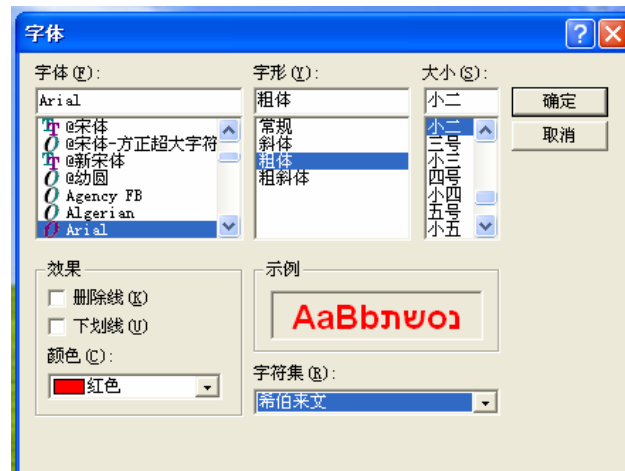 字体
字体(F):
字形(Y):
大小(S):
Arial
粗体
小二
确定
取消
@宋体
@宋体-方正超大字符
@新宋体
@幼圆
Agency FB
Algerian
Arial
常规
斜体
粗体
粗斜体
小二
三号
小三
四号
小四
五号
小五
效果
删除线(K)
下划线(U)
颜色(C):
红色
示例
AaBbנסשת
字符集(R):
希伯来文